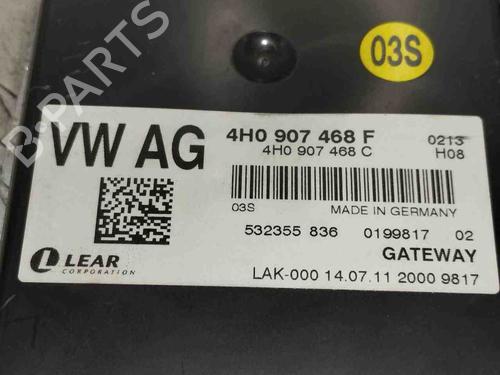 03S
B-PARTS
VW AG
4H0 907 468 F 0213
4H0 907 468 C H08
03S MADE IN GERMANY
532355 836 0199817 02
GATEWAY
LEAR
CORPORATION
LAK-000 14.07.11 2000 9817